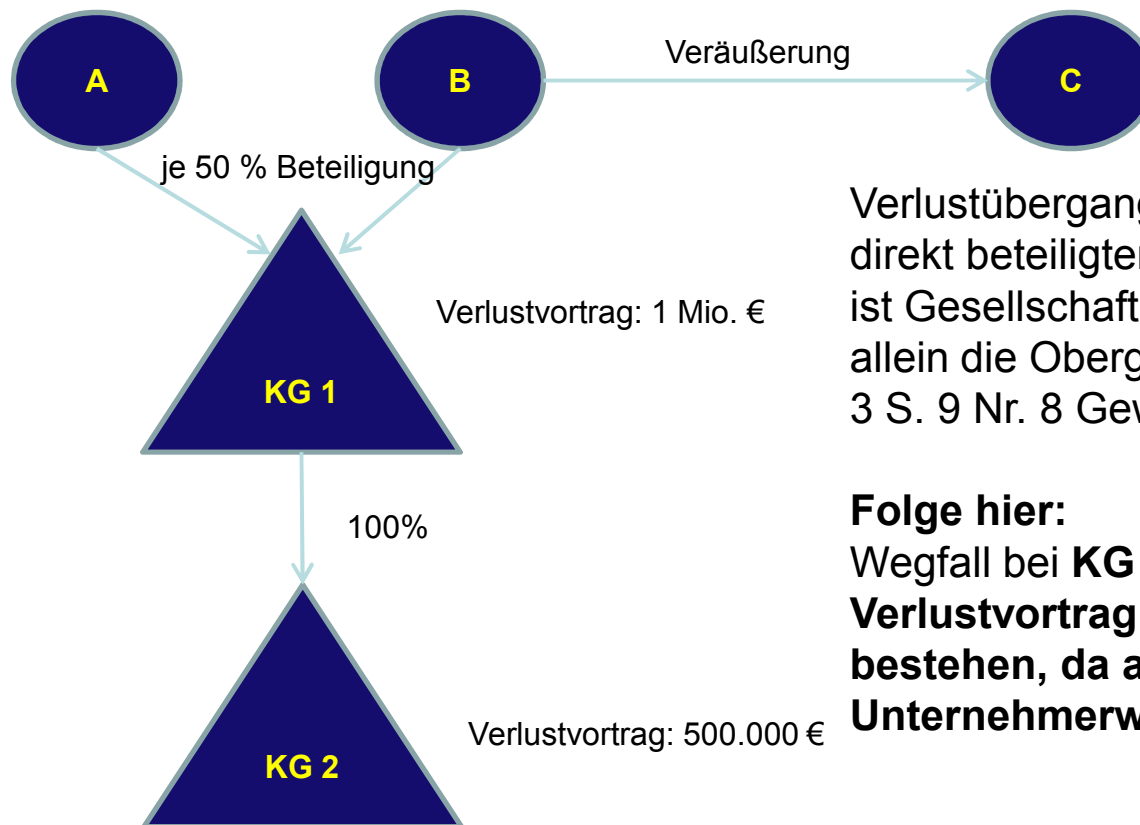 A
B
Veräußerung
C
je 50 % Beteiligung
Verlustvortrag: 1 Mio. €
KG 1
100%
Verlustvortrag: 500.000 €
KG 2
Verlustübergang
direkt beteiligter
ist Gesellschaft
allein die Oberg
3 S. 9 Nr. 8 Gew
Folge hier:
Wegfall bei KG
Verlustvortrag
bestehen, da a
Unternehmerw